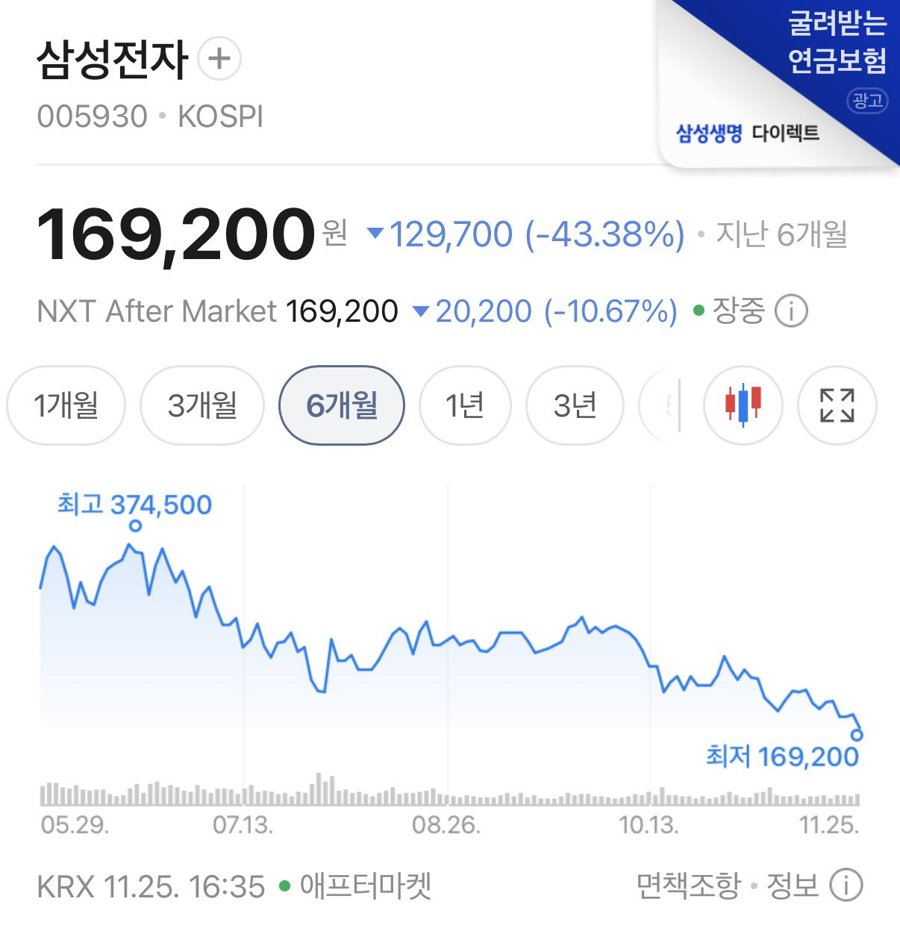 굴려받는
연금보험
광고
삼성생명 다이렉트
삼성전자
005930 • KOSPI
169,200원 ▼129,700 (-43.38%) • 지난 6개월
NXT After Market 169,200 ▼20,200 (-10.67%) • 장중
1개월 3개월 6개월 1년 3년
최고 374,500
최저 169,200
05.29. 07.13. 08.26. 10.13. 11.25.
KRX 11.25. 16:35 • 애프터마켓
면책조항 • 정보